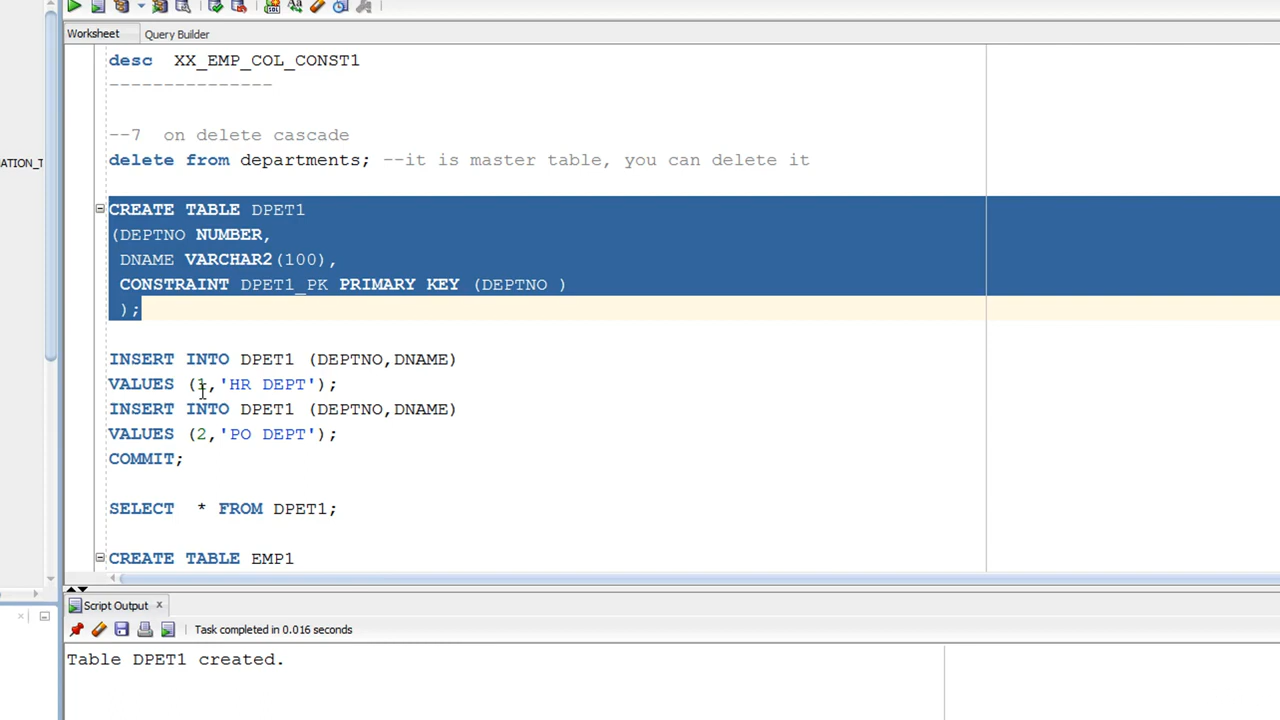 Worksheet Query Builder
desc  XX_EMP_COL_CONST1
---------------
ATION_T
--7  on delete cascade
delete from departments; --it is master table, you can delete it
CREATE TABLE DPET1
(DEPTNO NUMBER,
DNAME VARCHAR2(100),
CONSTRAINT DPET1_PK PRIMARY KEY (DEPTNO )
);
INSERT INTO DPET1 (DEPTNO,DNAME)
VALUES (1,'HR DEPT');
INSERT INTO DPET1 (DEPTNO,DNAME)
VALUES (2,'PO DEPT');
COMMIT;
SELECT  * FROM DPET1;
CREATE TABLE EMP1
Script Output
Task completed in 0.016 seconds
Table DPET1 created.